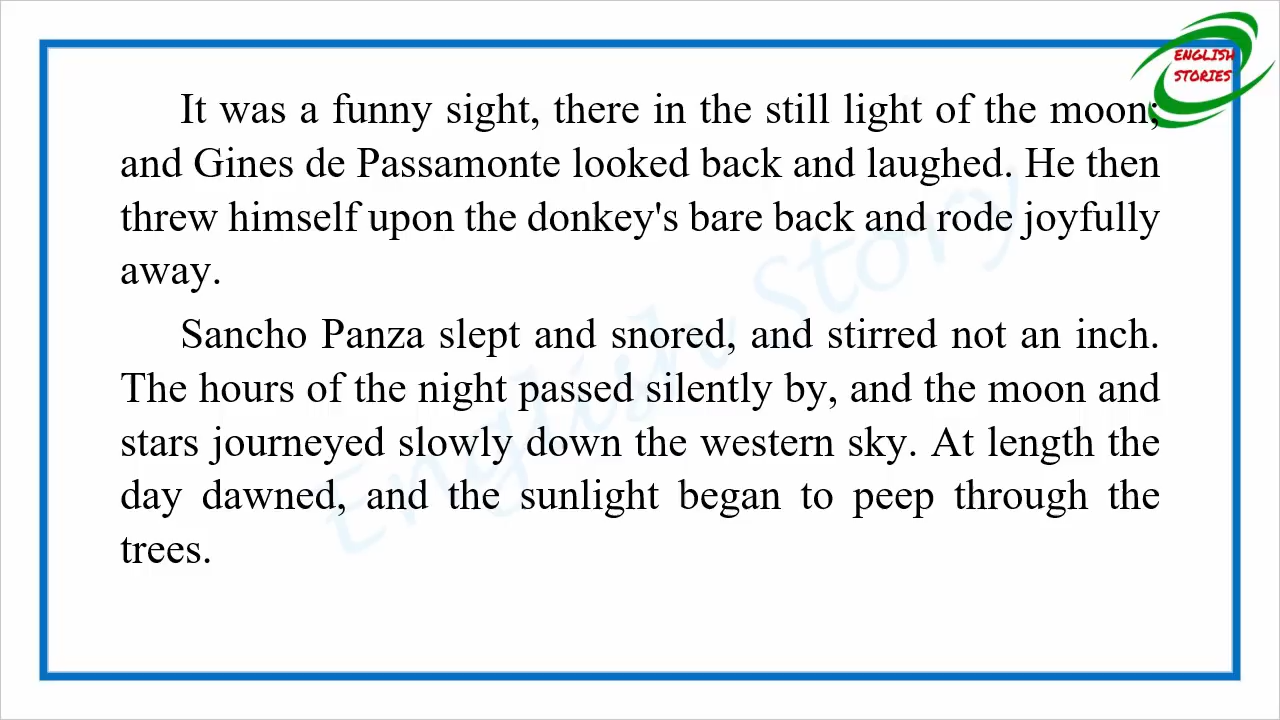 ENGLISH
STORIES
It was a funny sight, there in the still light of the moon;
and Gines de Passamonte looked back and laughed. He then
threw himself upon the donkey's bare back and rode joyfully
away.
Sancho Panza slept and snored, and stirred not an inch.
The hours of the night passed silently by, and the moon and
stars journeyed slowly down the western sky. At length the
day dawned, and the sunlight began to peep through the
trees.
English Story